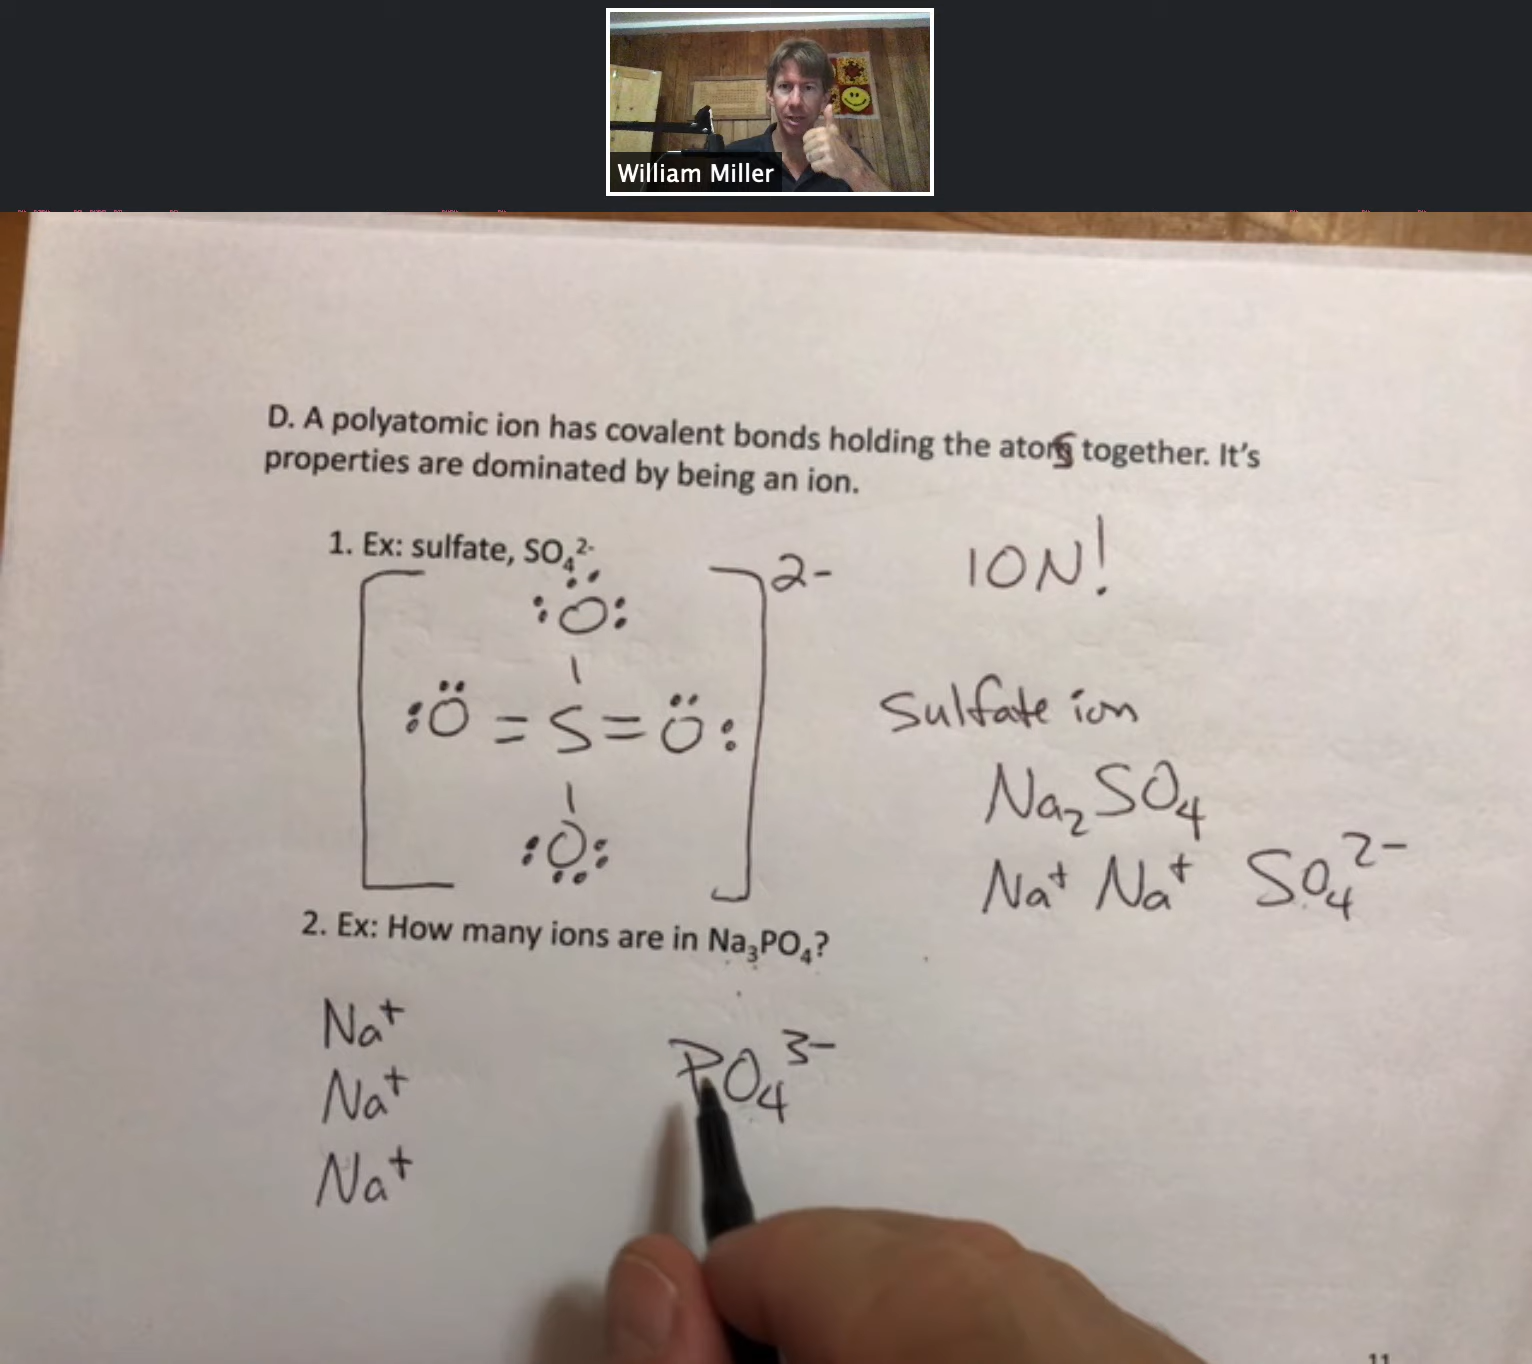 William Miller
D. A polyatomic ion has covalent bonds holding the atoms together. It's
properties are dominated by being an ion.
1. Ex: sulfate, SO₄²⁻
2-
ION!
:Ö:
:Ö = S = Ö:
:O:
sulfate ion
Na₂SO₄
Na⁺ Na⁺ SO₄²⁻
2. Ex: How many ions are in Na₃PO₄?
Na⁺
PO₄³⁻
Na⁺
Na⁺
11